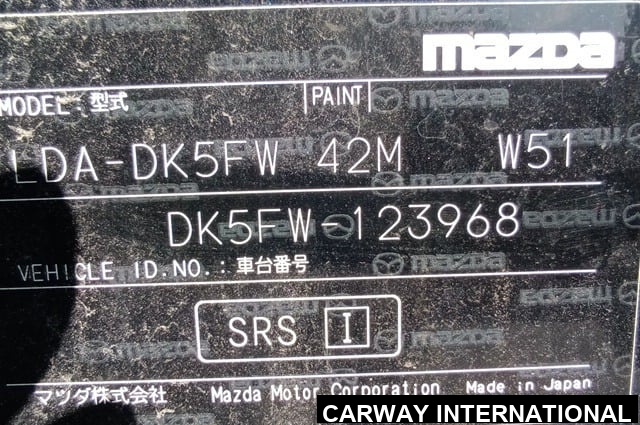 mazda
MODEL:型式 PAINT
LDA-DK5FW 42M W51
DK5FW-123968
VEHICLE ID.NO.:車台番号
SRS I
マツダ株式会社 Mazda Motor Corporation Made in Japan
CARWAY INTERNATIONAL